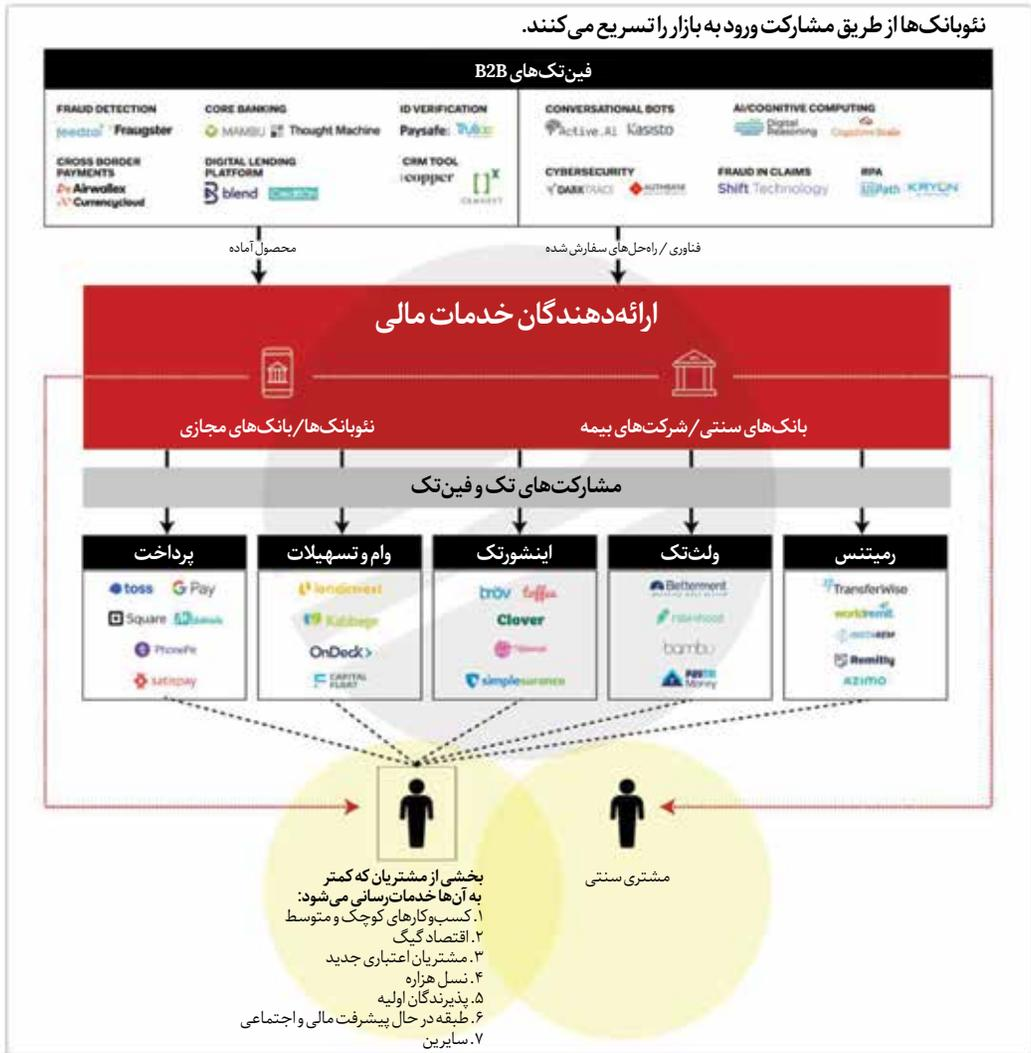 نئوبانک‌ها از طریق مشارکت ورود به بازار را تسریع می‌کنند.
فین‌تک‌های B2B
FRAUD DETECTION
feedzai Fraugster
CORE BANKING
MAMBU Thought Machine
ID VERIFICATION
Paysafe:
CROSS BORDER
PAYMENTS
Airwallex
Currencycloud
DIGITAL LENDING
PLATFORM
blend
CRM TOOL
:copper
CONVERSATIONAL BOTS
Active.Ai Kasisto
AI/COGNITIVE COMPUTING
Digital
Reasoning
CognitiveScale
CYBERSECURITY
DARKTRACE
FRAUD IN CLAIMS
Shift Technology
RPA
UiPath KRYON
محصول آماده
فناوری / راه‌حل‌های سفارش‌شده
ارائه‌دهندگان خدمات مالی
بانک‌های سنتی/شرکت‌های بیمه
نئوبانک‌ها/بانک‌های مجازی
مشارکت‌های تک و فین‌تک
رمیتنس
TransferWise
worldremit
Remitly
AZIMO
ولث‌تک
Betterment
robinhood
bambu
PAYTM
Money
اینشورتک
trōv toffee
Clover
simplesurance
وام و تسهیلات
lendingkart
Kabbage
OnDeck
CAPITAL
FLOAT
پرداخت
toss G Pay
Square
PhonePe
satispay
بخشی از مشتریان که کمتر
به آن‌ها خدمات‌رسانی می‌شود:
۱. کسب‌وکارهای کوچک و متوسط
۲. اقتصاد گیگ
۳. مشتریان اعتباری جدید
۴. نسل هزاره
۵. پذیرندگان اولیه
۶. طبقه در حال پیشرفت مالی و اجتماعی
۷. سایرین
مشتری سنتی